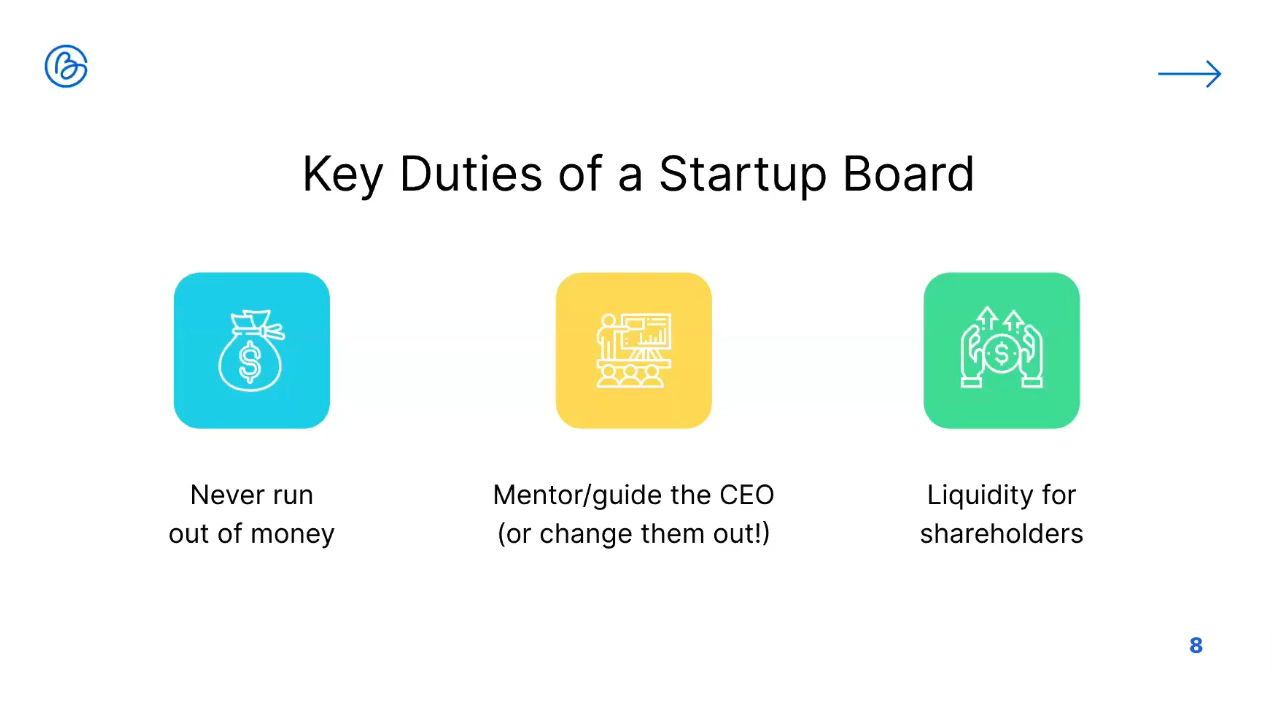 Key Duties of a Startup Board
Never run
out of money
Mentor/guide the CEO
(or change them out!)
Liquidity for
shareholders
8